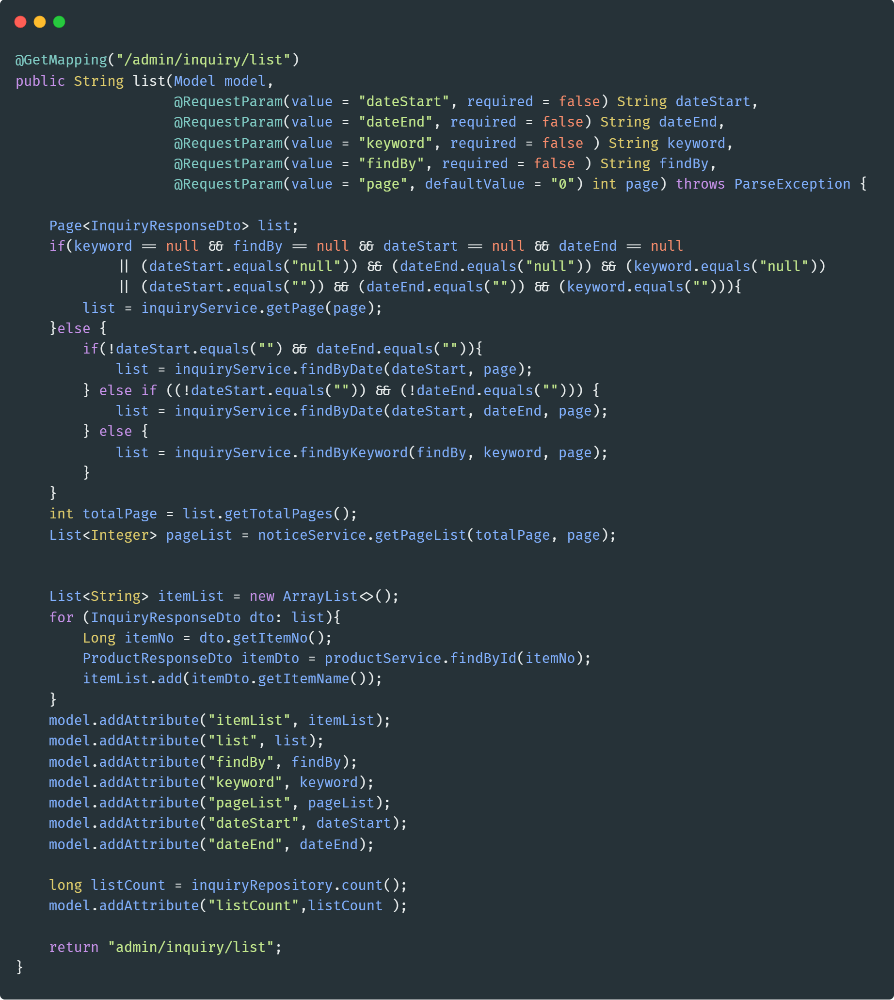 @GetMapping("/admin/inquiry/list")
public String list(Model model,
                   @RequestParam(value = "dateStart", required = false) String dateStart,
                   @RequestParam(value = "dateEnd", required = false) String dateEnd,
                   @RequestParam(value = "keyword", required = false ) String keyword,
                   @RequestParam(value = "findBy", required = false ) String findBy,
                   @RequestParam(value = "page", defaultValue = "0") int page) throws ParseException {

    Page<InquiryResponseDto> list;
    if(keyword == null && findBy == null && dateStart == null && dateEnd == null
            || (dateStart.equals("null")) && (dateEnd.equals("null")) && (keyword.equals("null"))
            || (dateStart.equals("")) && (dateEnd.equals("")) && (keyword.equals(""))){
        list = inquiryService.getPage(page);
    }else {
        if(!dateStart.equals("") && dateEnd.equals("")){
            list = inquiryService.findByDate(dateStart, page);
        } else if ((!dateStart.equals("")) && (!dateEnd.equals(""))) {
            list = inquiryService.findByDate(dateStart, dateEnd, page);
        } else {
            list = inquiryService.findByKeyword(findBy, keyword, page);
        }
    }
    int totalPage = list.getTotalPages();
    List<Integer> pageList = noticeService.getPageList(totalPage, page);


    List<String> itemList = new ArrayList<>();
    for (InquiryResponseDto dto: list){
        Long itemNo = dto.getItemNo();
        ProductResponseDto itemDto = productService.findById(itemNo);
        itemList.add(itemDto.getItemName());
    }
    model.addAttribute("itemList", itemList);
    model.addAttribute("list", list);
    model.addAttribute("findBy", findBy);
    model.addAttribute("keyword", keyword);
    model.addAttribute("pageList", pageList);
    model.addAttribute("dateStart", dateStart);
    model.addAttribute("dateEnd", dateEnd);

    long listCount = inquiryRepository.count();
    model.addAttribute("listCount",listCount );

    return "admin/inquiry/list";
}